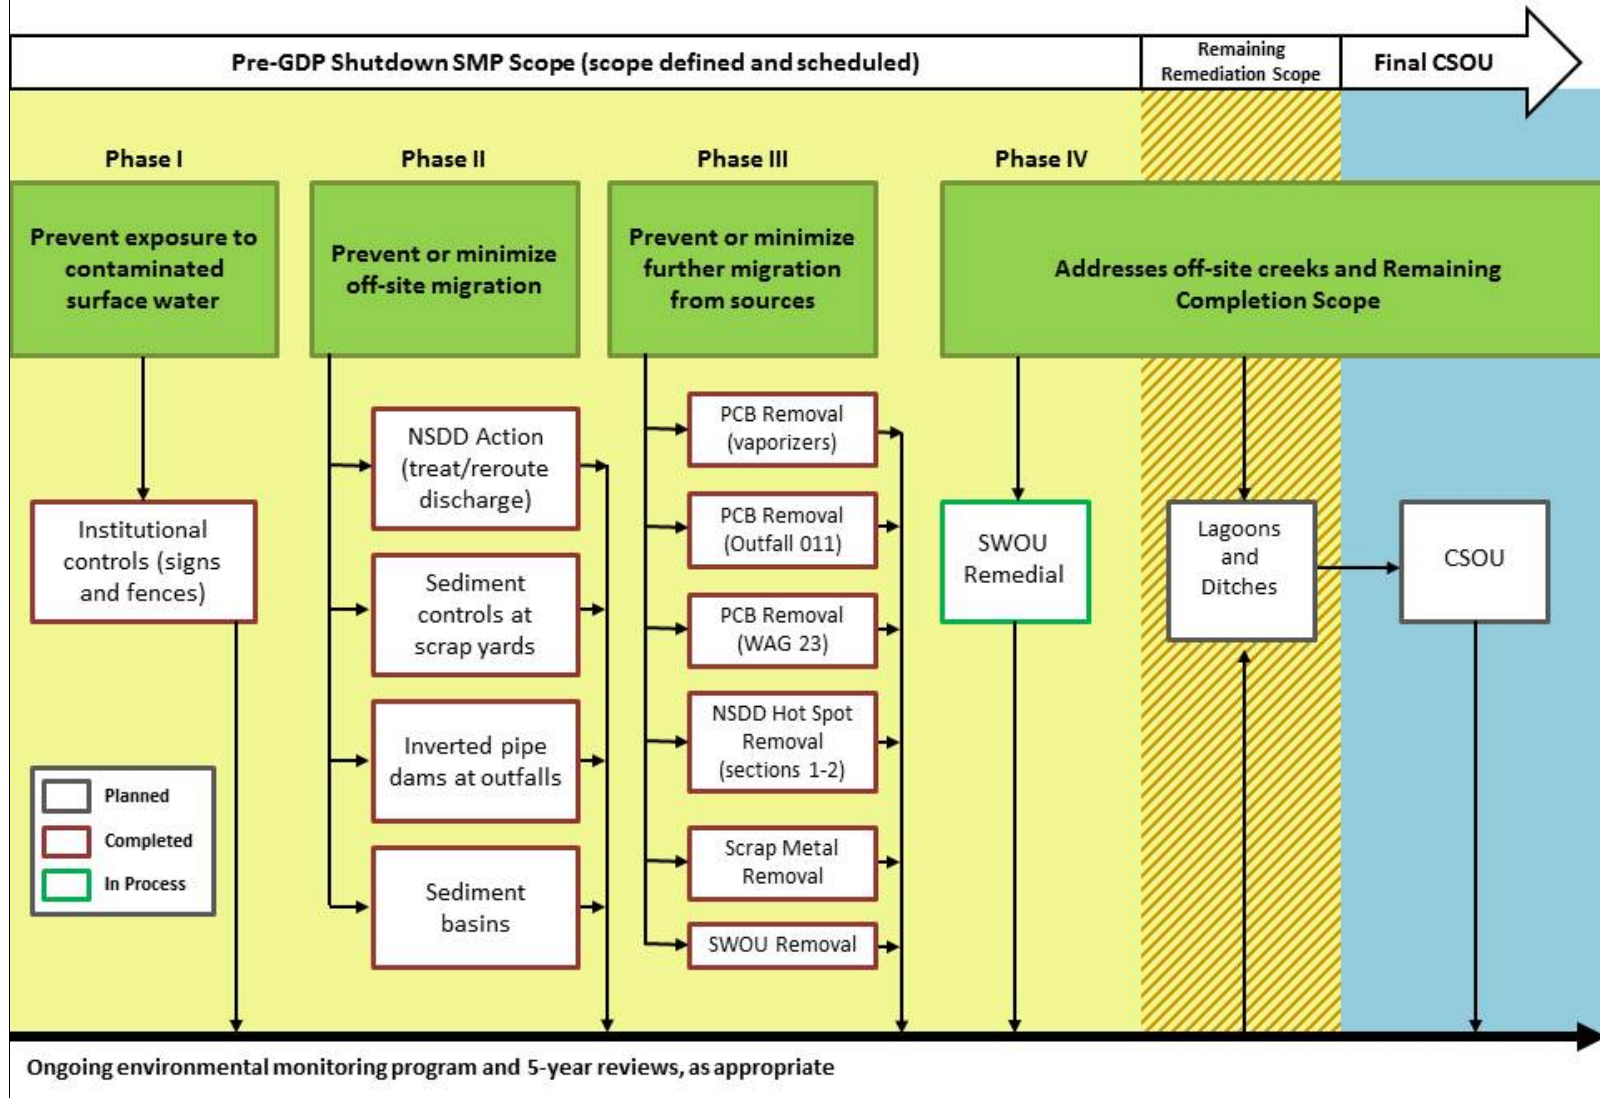 Pre-GDP Shutdown SMP Scope (scope defined and scheduled)
Remaining
Remediation Scope
Final CSOU
Phase I
Phase II
Phase III
Phase IV
Prevent exposure to
contaminated
surface water
Prevent or minimize
off-site migration
Prevent or minimize
further migration
from sources
Addresses off-site creeks and Remaining
Completion Scope
Institutional
controls (signs
and fences)
NSDD Action
(treat/reroute
discharge)
Sediment
controls at
scrap yards
Inverted pipe
dams at outfalls
Sediment
basins
PCB Removal
(vaporizers)
PCB Removal
(Outfall 011)
PCB Removal
(WAG 23)
NSDD Hot Spot
Removal
(sections 1-2)
Scrap Metal
Removal
SWOU Removal
SWOU
Remedial
Lagoons
and
Ditches
CSOU
Planned
Completed
In Process
Ongoing environmental monitoring program and 5-year reviews, as appropriate